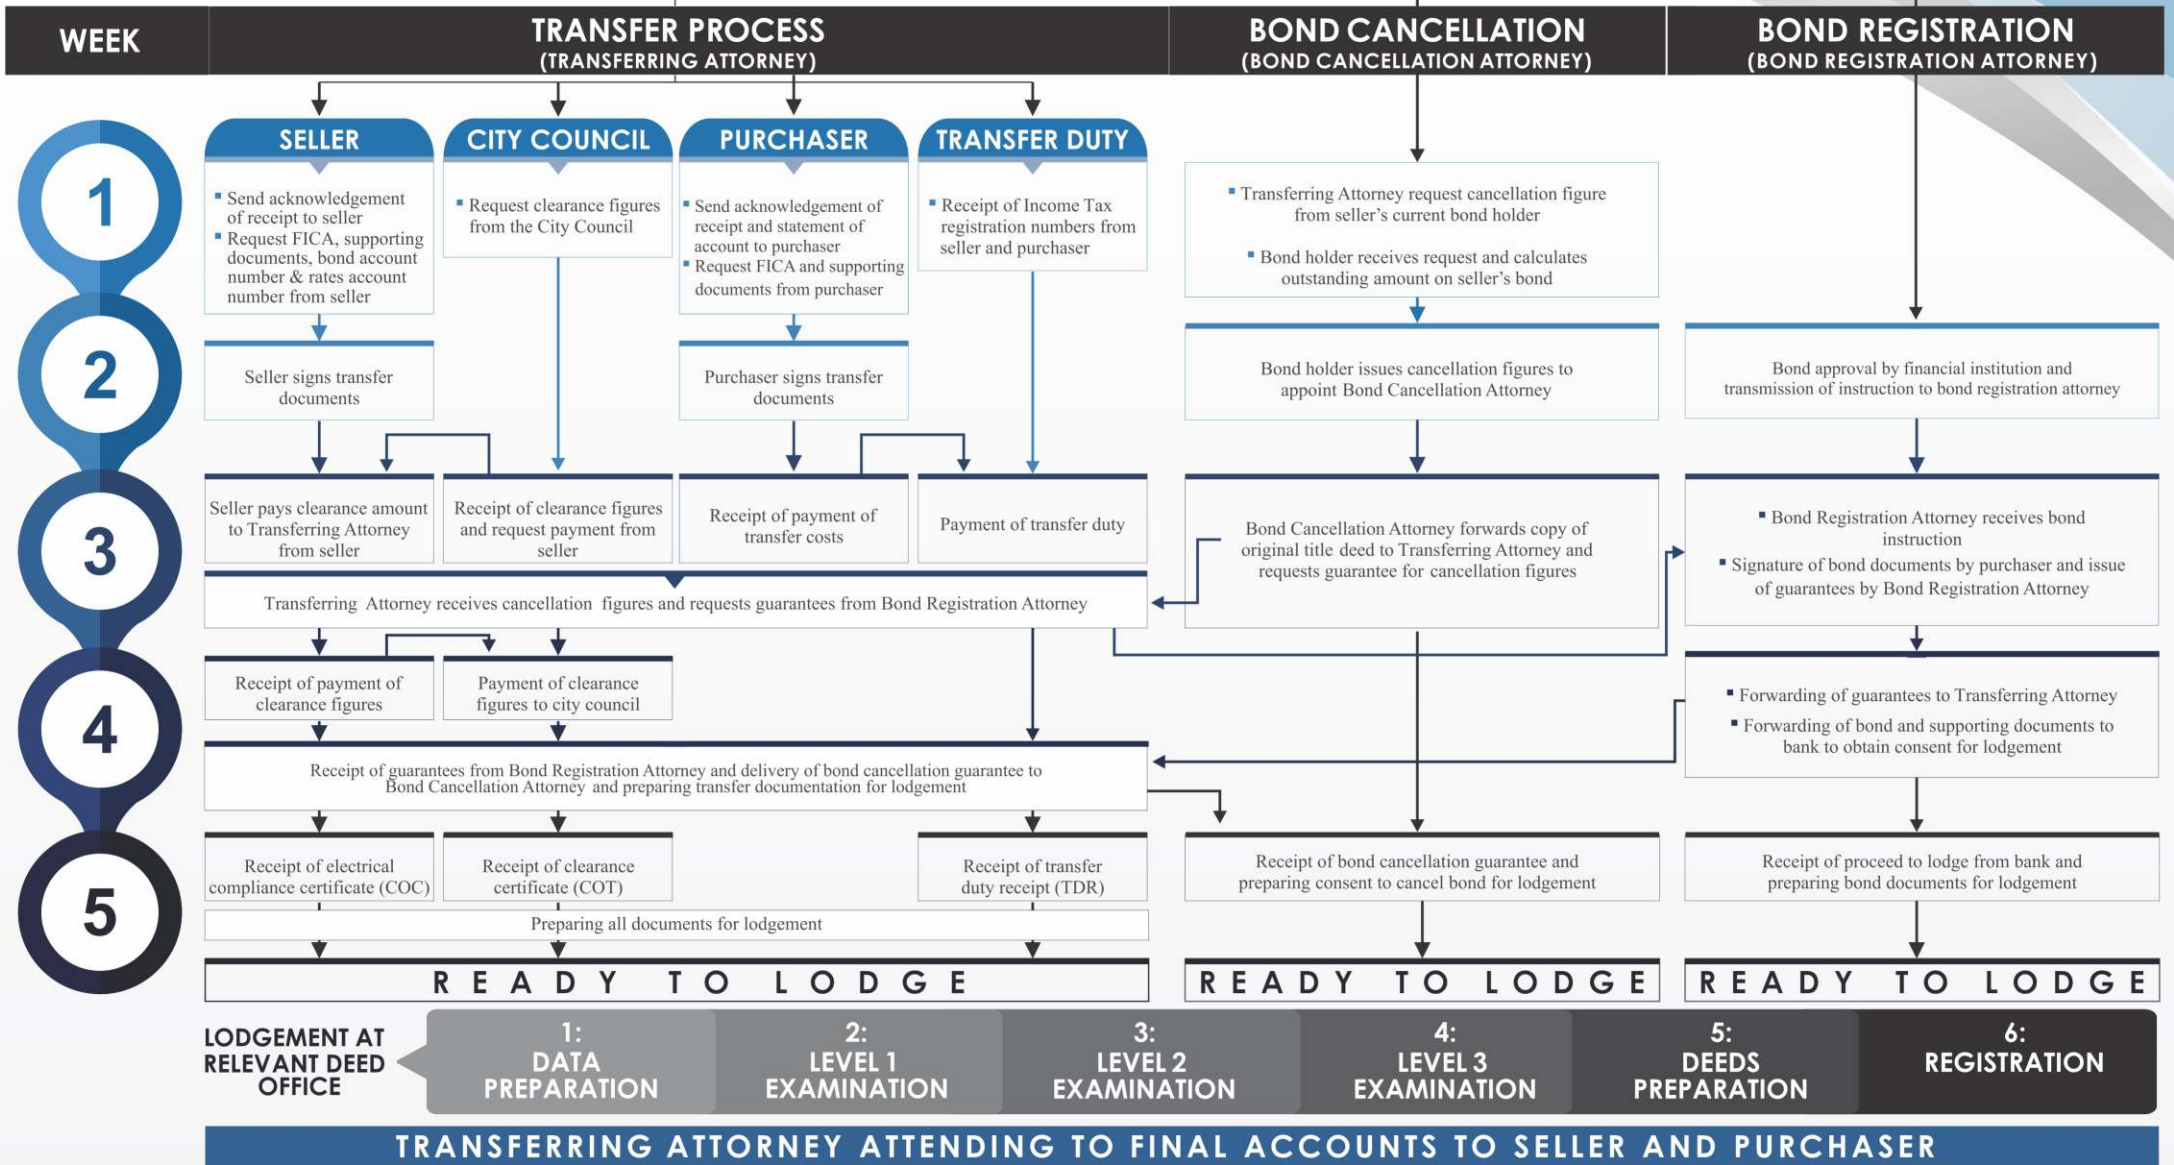 WEEK
TRANSFER PROCESS
(TRANSFERRING ATTORNEY)
BOND CANCELLATION
(BOND CANCELLATION ATTORNEY)
BOND REGISTRATION
(BOND REGISTRATION ATTORNEY)
1
SELLER
Send acknowledgement
of receipt to seller
Request FICA, supporting
documents, bond account
number & rates account
number from seller
CITY COUNCIL
Request clearance figures
from the City Council
PURCHASER
Send acknowledgement of
receipt and statement of
account to purchaser
Request FICA and supporting
documents from purchaser
TRANSFER DUTY
Receipt of Income Tax
registration numbers from
seller and purchaser
Transferring Attorney request cancellation figure
from seller's current bond holder
Bond holder receives request and calculates
outstanding amount on seller's bond
2
Seller signs transfer
documents
Purchaser signs transfer
documents
Bond holder issues cancellation figures to
appoint Bond Cancellation Attorney
Bond approval by financial institution and
transmission of instruction to bond registration attorney
3
Seller pays clearance amount
to Transferring Attorney
from seller
Receipt of clearance figures
and request payment from
seller
Receipt of payment of
transfer costs
Payment of transfer duty
Bond Cancellation Attorney forwards copy of
original title deed to Transferring Attorney and
requests guarantee for cancellation figures
Bond Registration Attorney receives bond
instruction
Signature of bond documents by purchaser and issue
of guarantees by Bond Registration Attorney
Transferring Attorney receives cancellation figures and requests guarantees from Bond Registration Attorney
4
Receipt of payment of
clearance figures
Payment of clearance
figures to city council
Forwarding of guarantees to Transferring Attorney
Forwarding of bond and supporting documents to
bank to obtain consent for lodgement
Receipt of guarantees from Bond Registration Attorney and delivery of bond cancellation guarantee to
Bond Cancellation Attorney and preparing transfer documentation for lodgement
5
Receipt of electrical
compliance certificate (COC)
Receipt of clearance
certificate (COT)
Receipt of transfer
duty receipt (TDR)
Receipt of bond cancellation guarantee and
preparing consent to cancel bond for lodgement
Receipt of proceed to lodge from bank and
preparing bond documents for lodgement
Preparing all documents for lodgement
READY TO LODGE
READY TO LODGE
READY TO LODGE
LODGEMENT AT
RELEVANT DEED
OFFICE
1:
DATA
PREPARATION
2:
LEVEL 1
EXAMINATION
3:
LEVEL 2
EXAMINATION
4:
LEVEL 3
EXAMINATION
5:
DEEDS
PREPARATION
6:
REGISTRATION
TRANSFERRING ATTORNEY ATTENDING TO FINAL ACCOUNTS TO SELLER AND PURCHASER